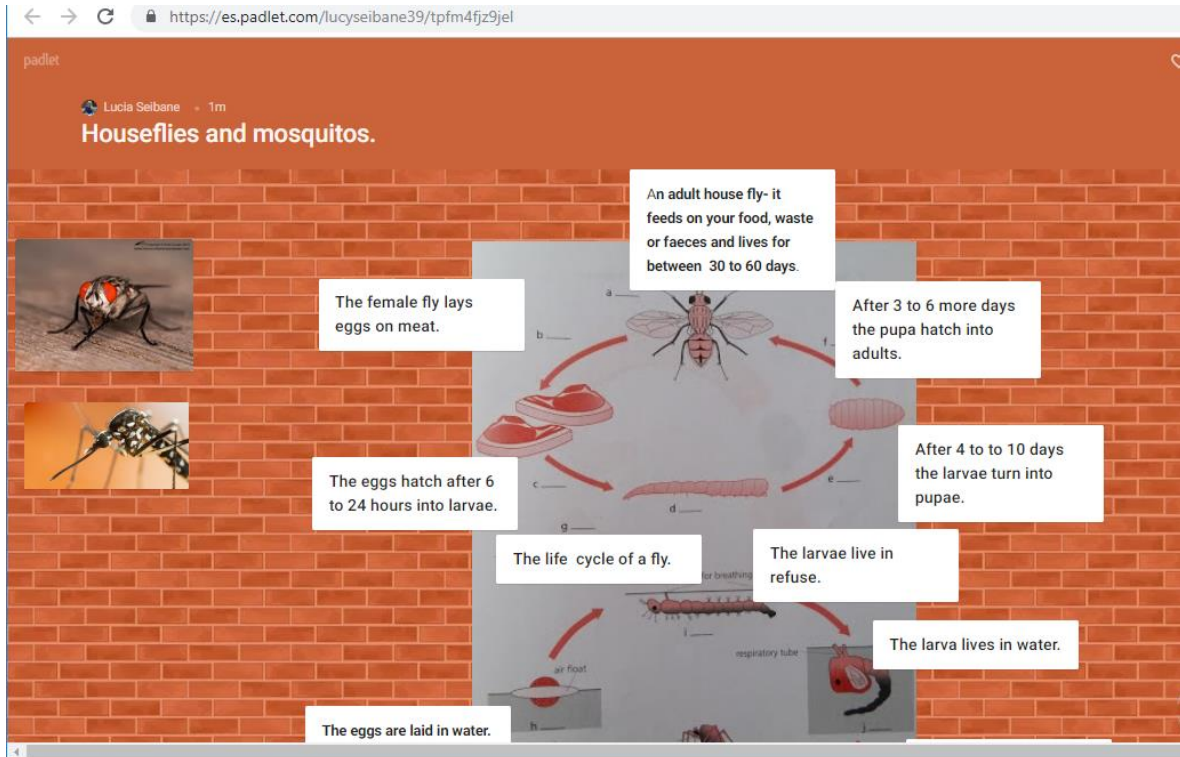 https://es.padlet.com/lucyseibane39/tpfm4fjz9jel
padlet
Lucia Seibane • 1m
Houseflies and mosquitos.
An adult house fly- it
feeds on your food, waste
or faeces and lives for
between 30 to 60 days.
a
The female fly lays
eggs on meat.
b
After 3 to 6 more days
the pupa hatch into
adults.
f
The eggs hatch after 6
to 24 hours into larvae.
c
d
e
After 4 to to 10 days
the larvae turn into
pupae.
g
The life cycle of a fly.
The larvae live in
refuse.
for breathing
i
The larva lives in water.
respiratory tube
air float
h
j
The eggs are laid in water.